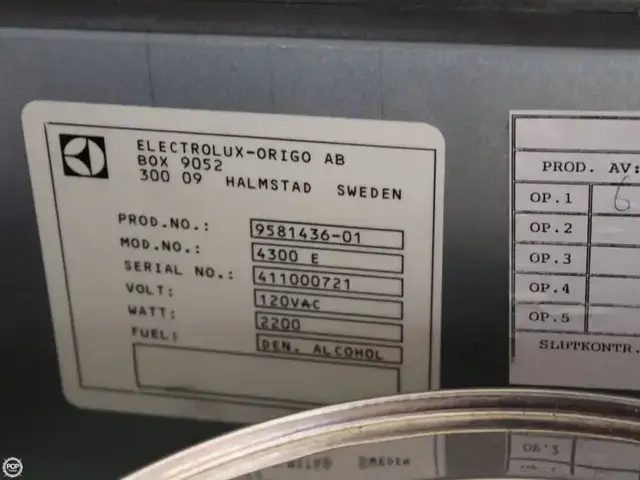 ELECTROLUX-ORIGO AB
BOX 9052
300 09 HALMSTAD SWEDEN
PROD.NO.: 9581436-01
MOD.NO.: 4300 E
SERIAL NO.: 411000721
VOLT: 120VAC
WATT: 2200
FUEL: DEN. ALCOHOL
PROD. AV:
OP.1 6
OP.2
OP.3
OP.4
OP.5
SLUTKONTR.
POP